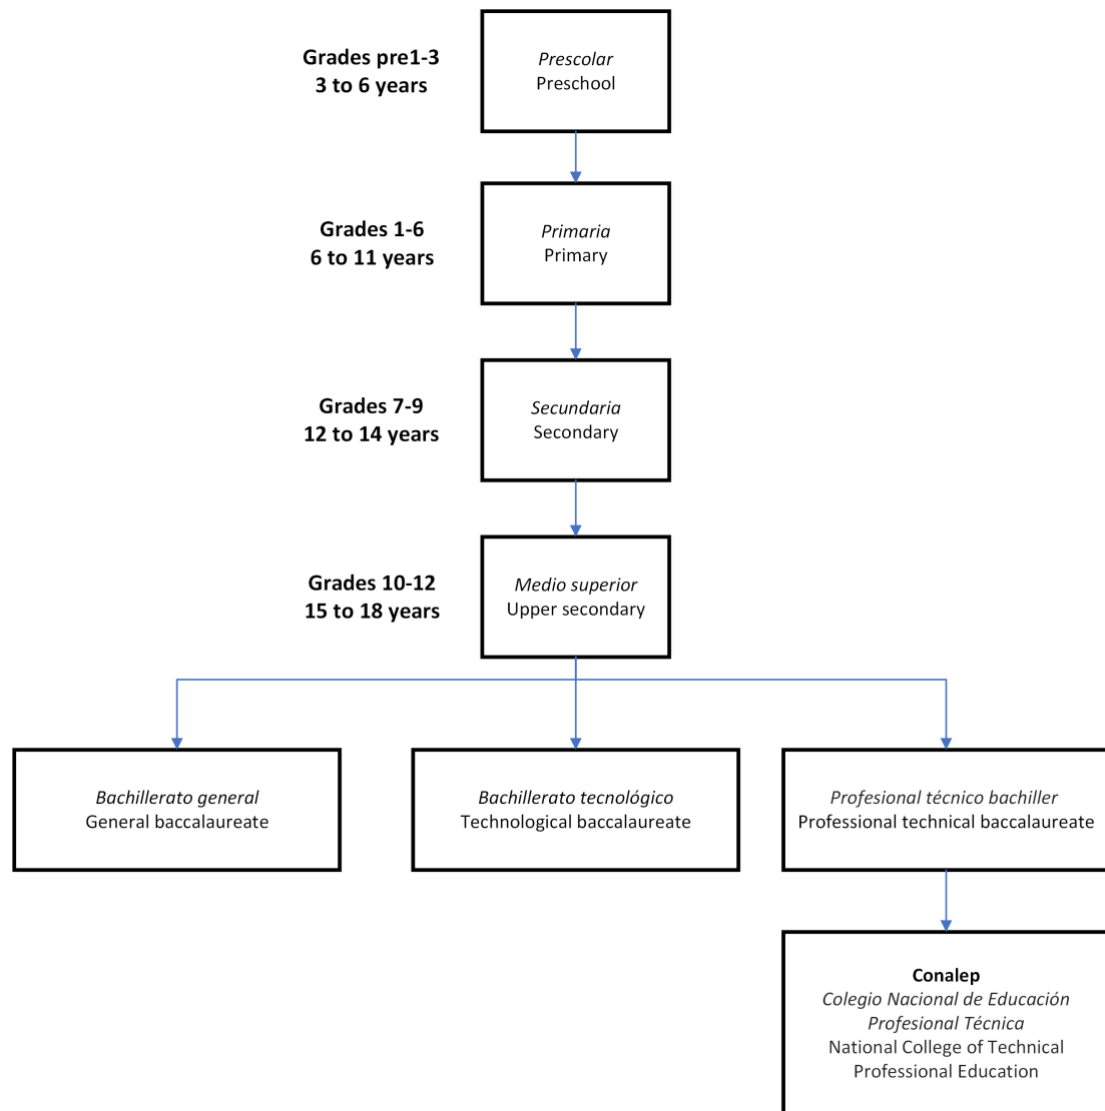 Grades pre1-3
3 to 6 years
Prescolar
Preschool
Grades 1-6
6 to 11 years
Primaria
Primary
Grades 7-9
12 to 14 years
Secundaria
Secondary
Grades 10-12
15 to 18 years
Medio superior
Upper secondary
Bachillerato general
General baccalaureate
Bachillerato tecnológico
Technological baccalaureate
Profesional técnico bachiller
Professional technical baccalaureate
Conalep
Colegio Nacional de Educación
Profesional Técnica
National College of Technical
Professional Education